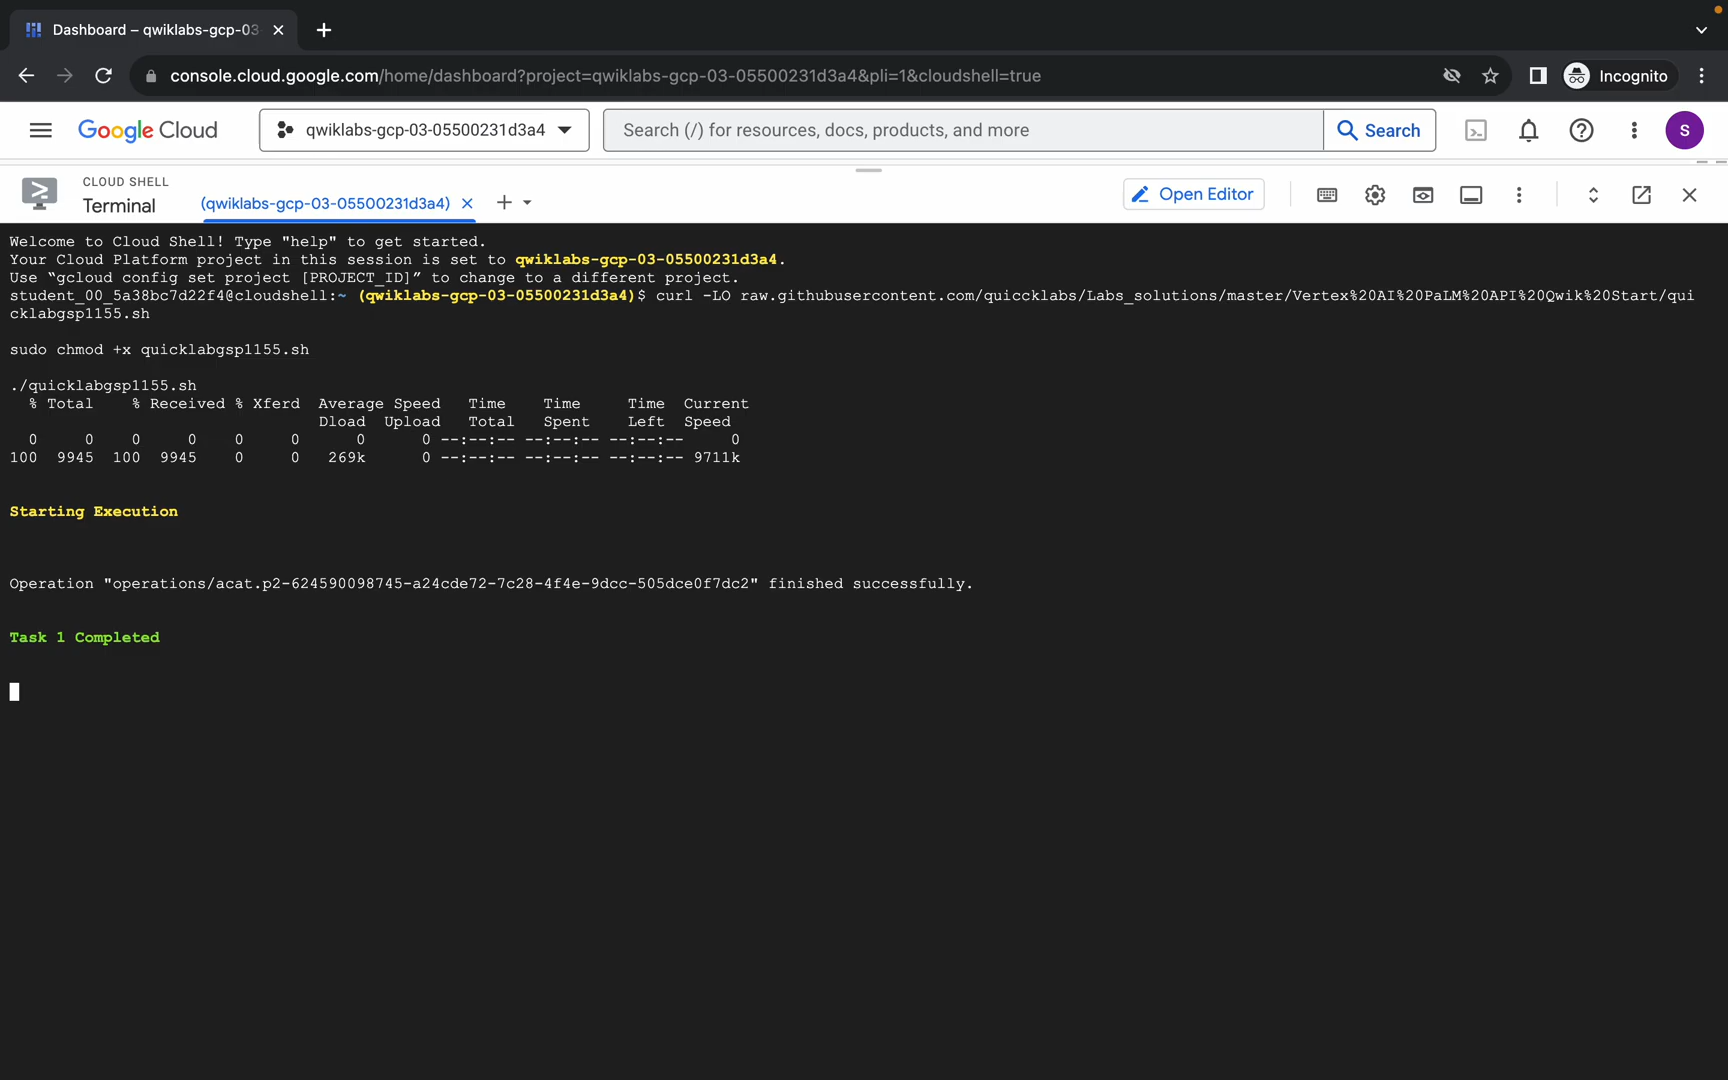 Dashboard – qwiklabs-gcp-03
console.cloud.google.com/home/dashboard?project=qwiklabs-gcp-03-05500231d3a4&pli=1&cloudshell=true
Incognito
Google Cloud
qwiklabs-gcp-03-05500231d3a4
Search (/) for resources, docs, products, and more
Search
S
CLOUD SHELL
Terminal
(qwiklabs-gcp-03-05500231d3a4)
Open Editor
Welcome to Cloud Shell! Type "help" to get started.
Your Cloud Platform project in this session is set to qwiklabs-gcp-03-05500231d3a4.
Use “gcloud config set project [PROJECT_ID]” to change to a different project.
student_00_5a38bc7d22f4@cloudshell:~ (qwiklabs-gcp-03-05500231d3a4)$ curl -LO raw.githubusercontent.com/quiccklabs/Labs_solutions/master/Vertex%20AI%20PaLM%20API%20Qwik%20Start/qui
cklabgsp1155.sh
sudo chmod +x quicklabgsp1155.sh
./quicklabgsp1155.sh
% Total % Received % Xferd Average Speed Time Time Time Current
Dload Upload Total Spent Left Speed
0 0 0 0 0 0 0 0 --:--:-- --:--:-- --:--:-- 0
100 9945 100 9945 0 0 269k 0 --:--:-- --:--:-- --:--:-- 9711k
Starting Execution
Operation "operations/acat.p2-624590098745-a24cde72-7c28-4f4e-9dcc-505dce0f7dc2" finished successfully.
Task 1 Completed